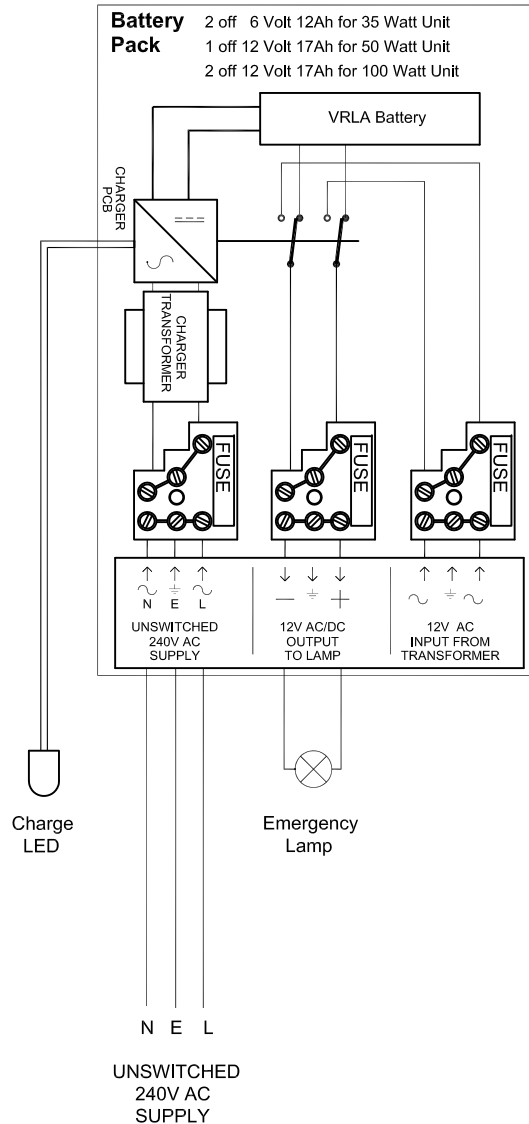 Battery Pack
2 off 6 Volt 12Ah for 35 Watt Unit
1 off 12 Volt 17Ah for 50 Watt Unit
2 off 12 Volt 17Ah for 100 Watt Unit
VRLA Battery
CHARGER
PCB
CHARGER
TRANSFORMER
FUSE
FUSE
FUSE
N E L
UNSWITCHED
240V AC
SUPPLY
12V AC/DC
OUTPUT
TO LAMP
12V AC
INPUT FROM
TRANSFORMER
Charge
LED
Emergency
Lamp
N E L
UNSWITCHED
240V AC
SUPPLY